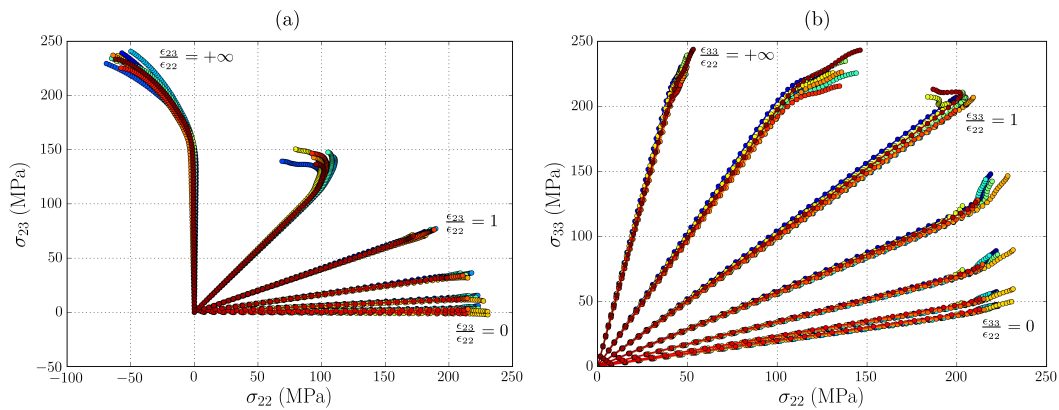 (a)
250
200
150
100
50
0
−50
−100 −50 0 50 100 150 200 250
σ23 (MPa)
σ22 (MPa)
ϵ23/ϵ22 = +∞
ϵ23/ϵ22 = 1
ϵ23/ϵ22 = 0
(b)
250
200
150
100
50
0
0 50 100 150 200 250
σ33 (MPa)
σ22 (MPa)
ϵ33/ϵ22 = +∞
ϵ33/ϵ22 = 1
ϵ33/ϵ22 = 0